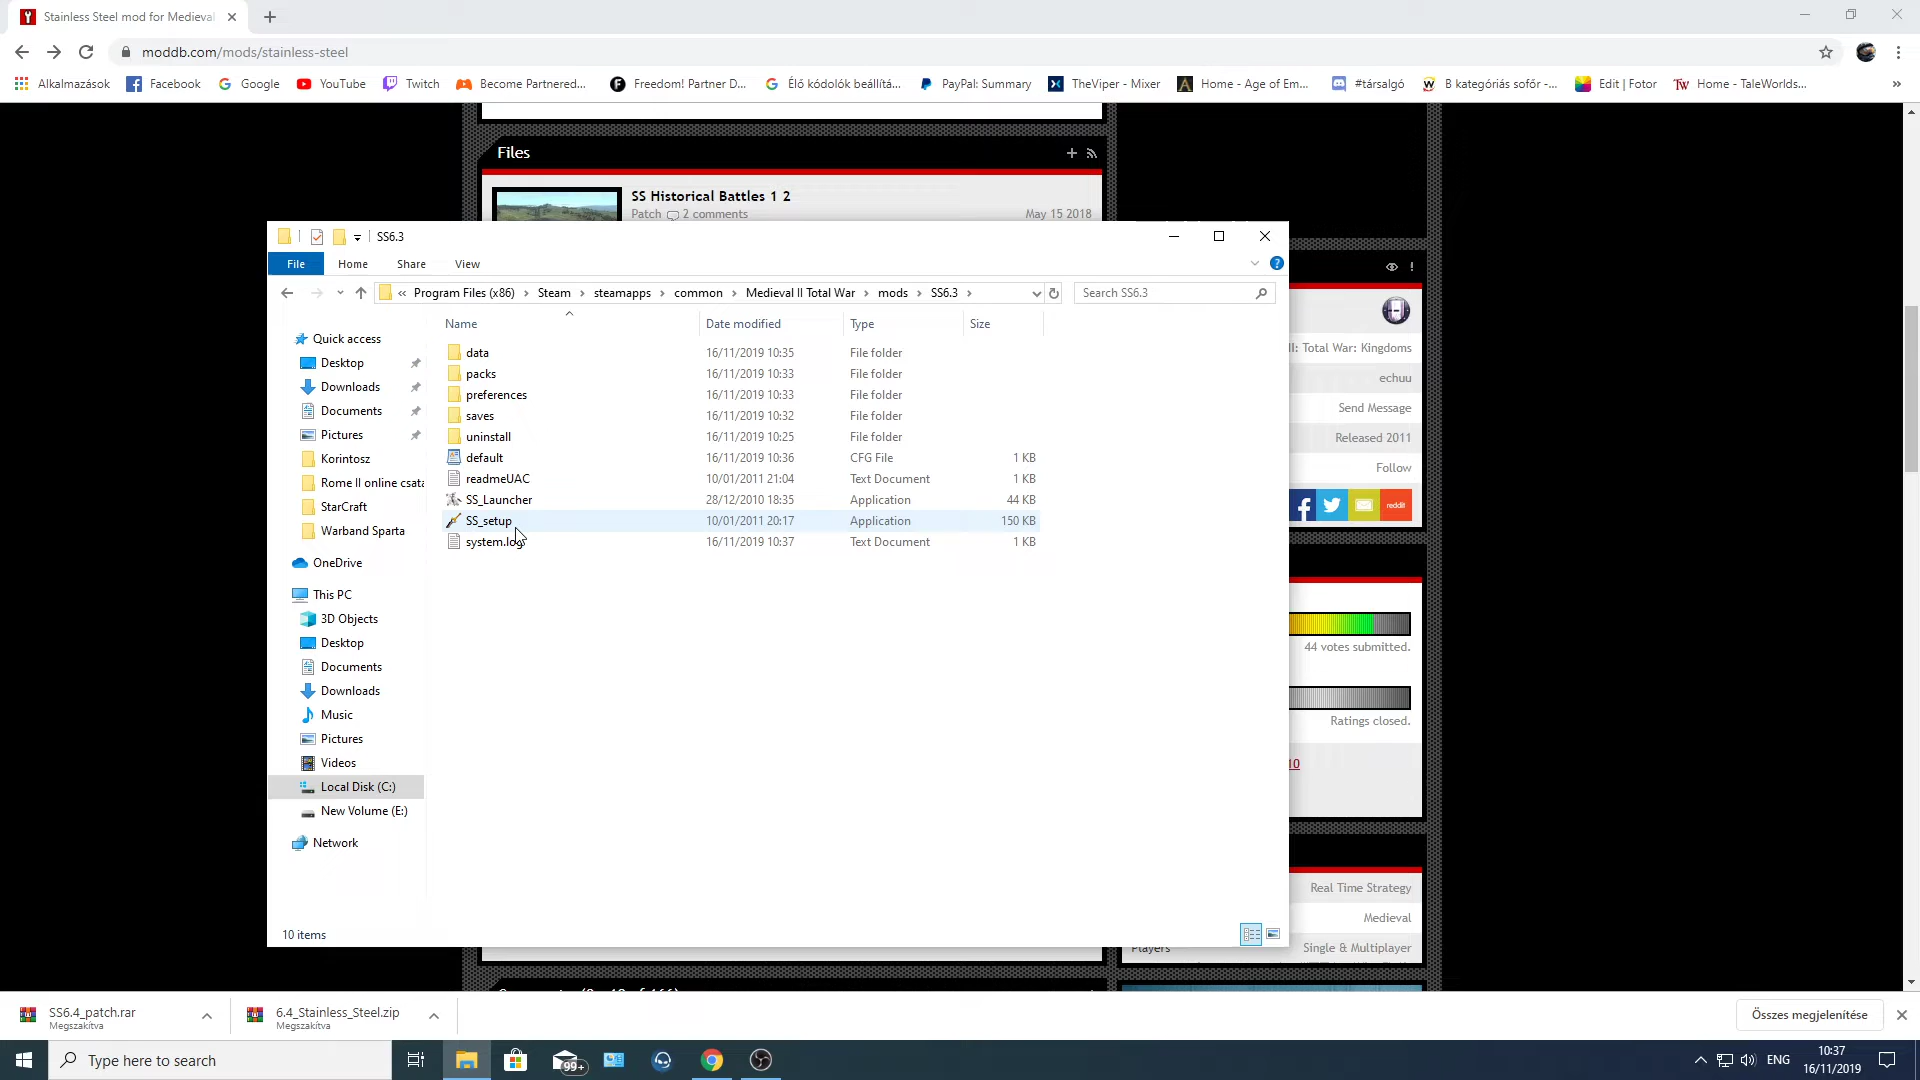 Stainless Steel mod for Medieval
moddb.com/mods/stainless-steel
Alkalmazások
Facebook
Google
YouTube
Twitch
Become Partnered...
Freedom! Partner D...
Élő kódolók beállítá...
PayPal: Summary
TheViper - Mixer
Home - Age of Em...
#társalgó
B kategóriás sofőr -...
Edit | Fotor
Home - TaleWorlds...
Files
SS Historical Battles 1 2
Patch 2 comments May 15 2018
SS6.3
File Home Share View
« Program Files (x86) › Steam › steamapps › common › Medieval II Total War › mods › SS6.3 ›
Search SS6.3
Name Date modified Type Size
data 16/11/2019 10:35 File folder
packs 16/11/2019 10:33 File folder
preferences 16/11/2019 10:33 File folder
saves 16/11/2019 10:32 File folder
uninstall 16/11/2019 10:25 File folder
default 16/11/2019 10:36 CFG File 1 KB
readmeUAC 10/01/2011 21:04 Text Document 1 KB
SS_Launcher 28/12/2010 18:35 Application 44 KB
SS_setup 10/01/2011 20:17 Application 150 KB
system.log 16/11/2019 10:37 Text Document 1 KB
Quick access
Desktop
Downloads
Documents
Pictures
Korintosz
Rome II online csata
StarCraft
Warband Sparta
OneDrive
This PC
3D Objects
Desktop
Documents
Downloads
Music
Pictures
Videos
Local Disk (C:)
New Volume (E:)
Network
10 items
II: Total War: Kingdoms
echuu
Send Message
Released 2011
Follow
reddit
44 votes submitted.
Ratings closed.
10
Real Time Strategy
Medieval
Players Single & Multiplayer
SS6.4_patch.rar
Megszakítva
6.4_Stainless_Steel.zip
Megszakítva
Összes megjelenítése
Type here to search
99+
ENG
10:37
16/11/2019